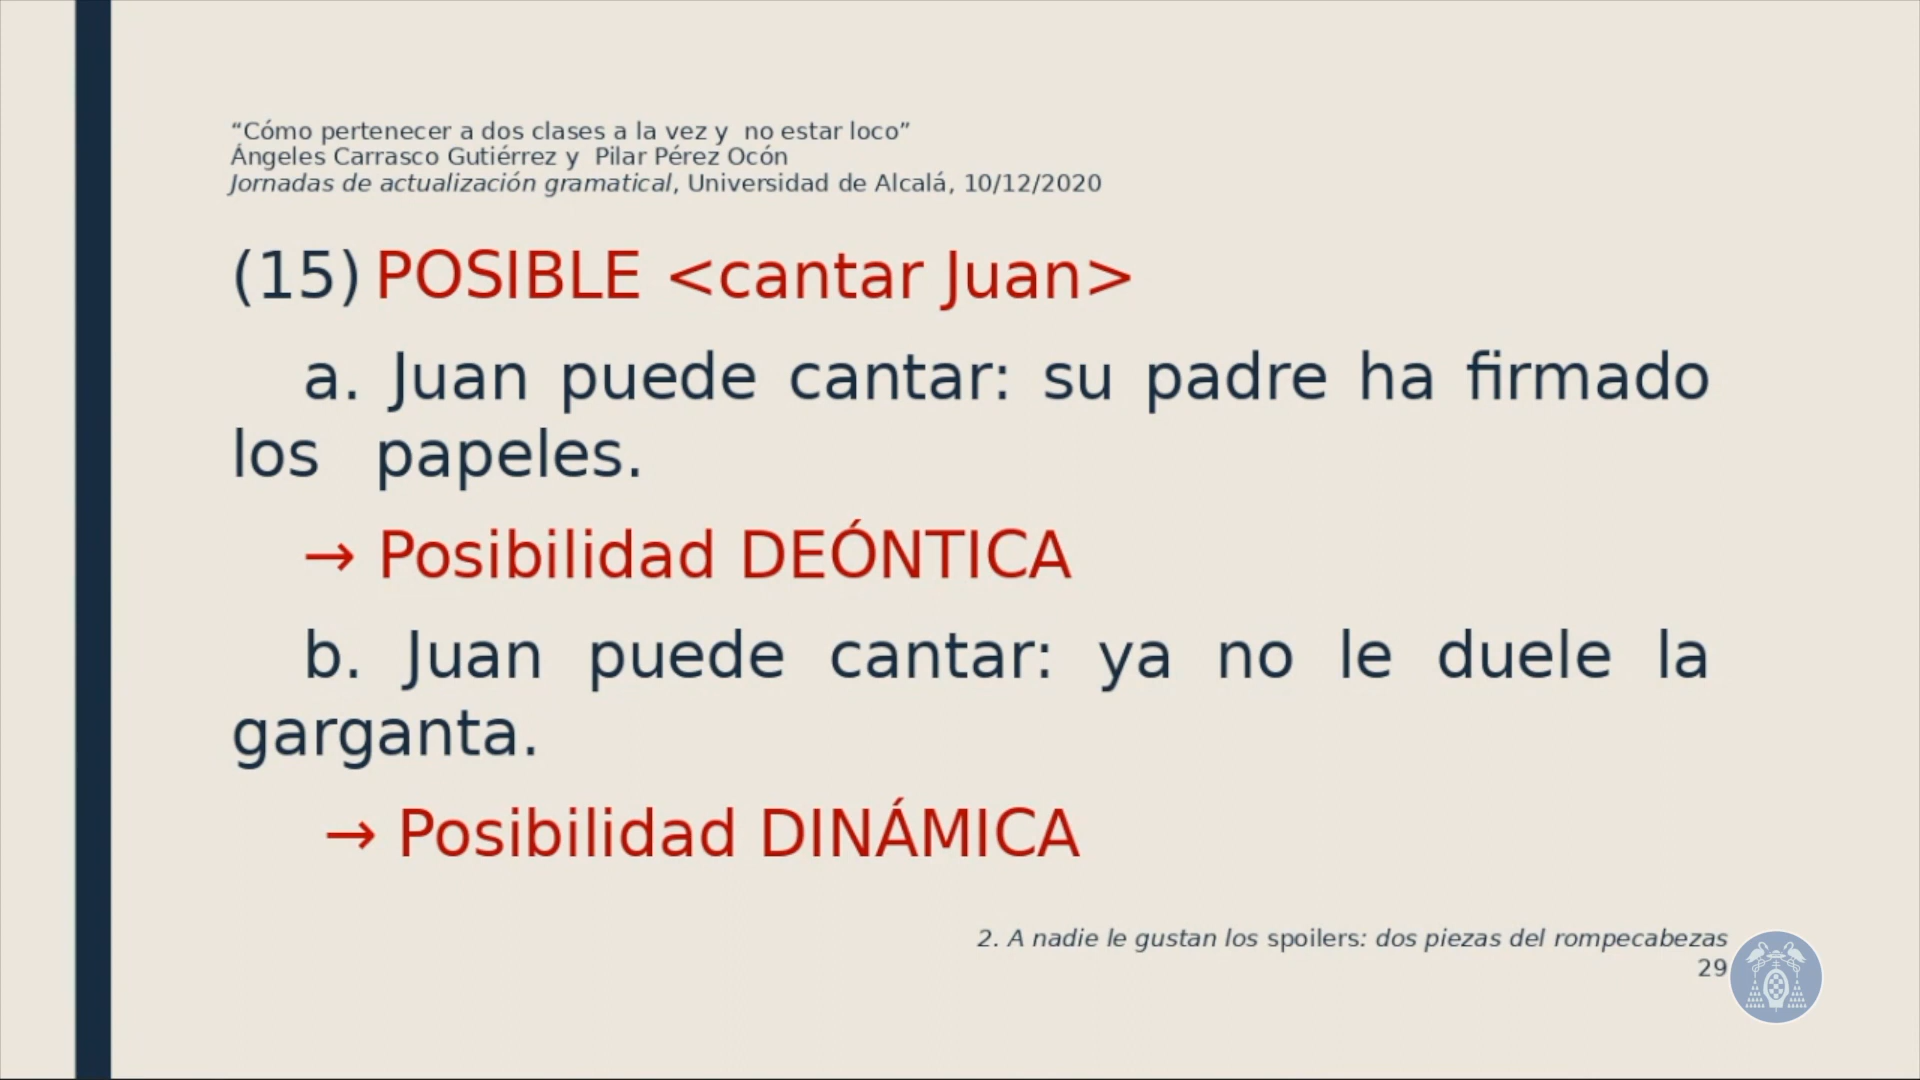 “Cómo pertenecer a dos clases a la vez y  no estar loco”
Ángeles Carrasco Gutiérrez y  Pilar Pérez Ocón
Jornadas de actualización gramatical, Universidad de Alcalá, 10/12/2020
(15) POSIBLE <cantar Juan>
a. Juan puede cantar: su padre ha firmado
los papeles.
→ Posibilidad DEÓNTICA
b. Juan puede cantar: ya no le duele la
garganta.
→ Posibilidad DINÁMICA
2. A nadie le gustan los spoilers: dos piezas del rompecabezas
29